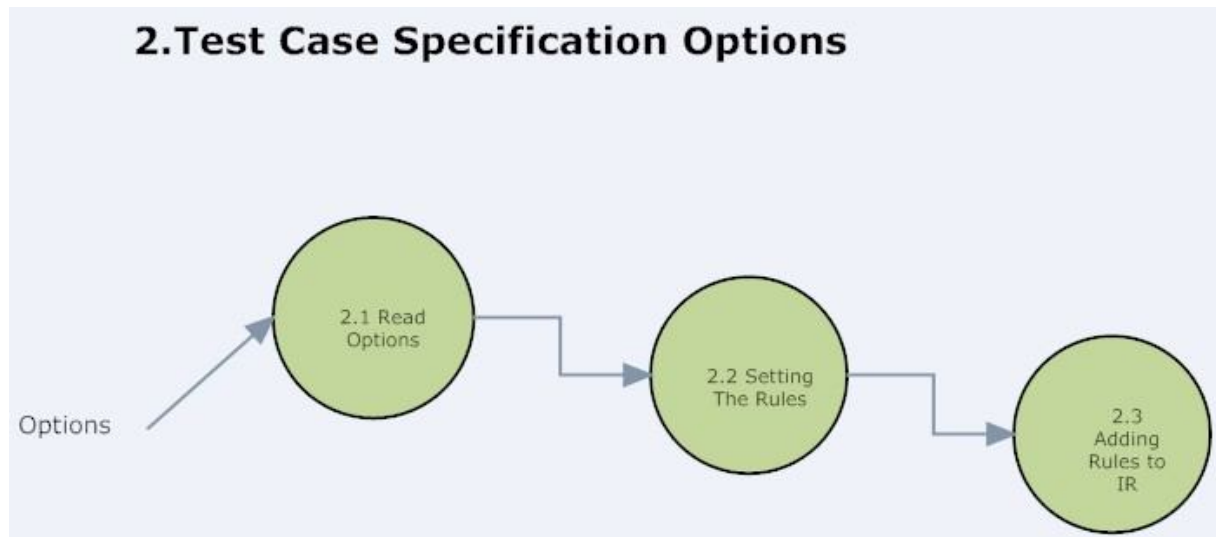 2.Test Case Specification Options
2.1 Read
Options
2.2 Setting
The Rules
Options
2.3
Adding
Rules to
IR